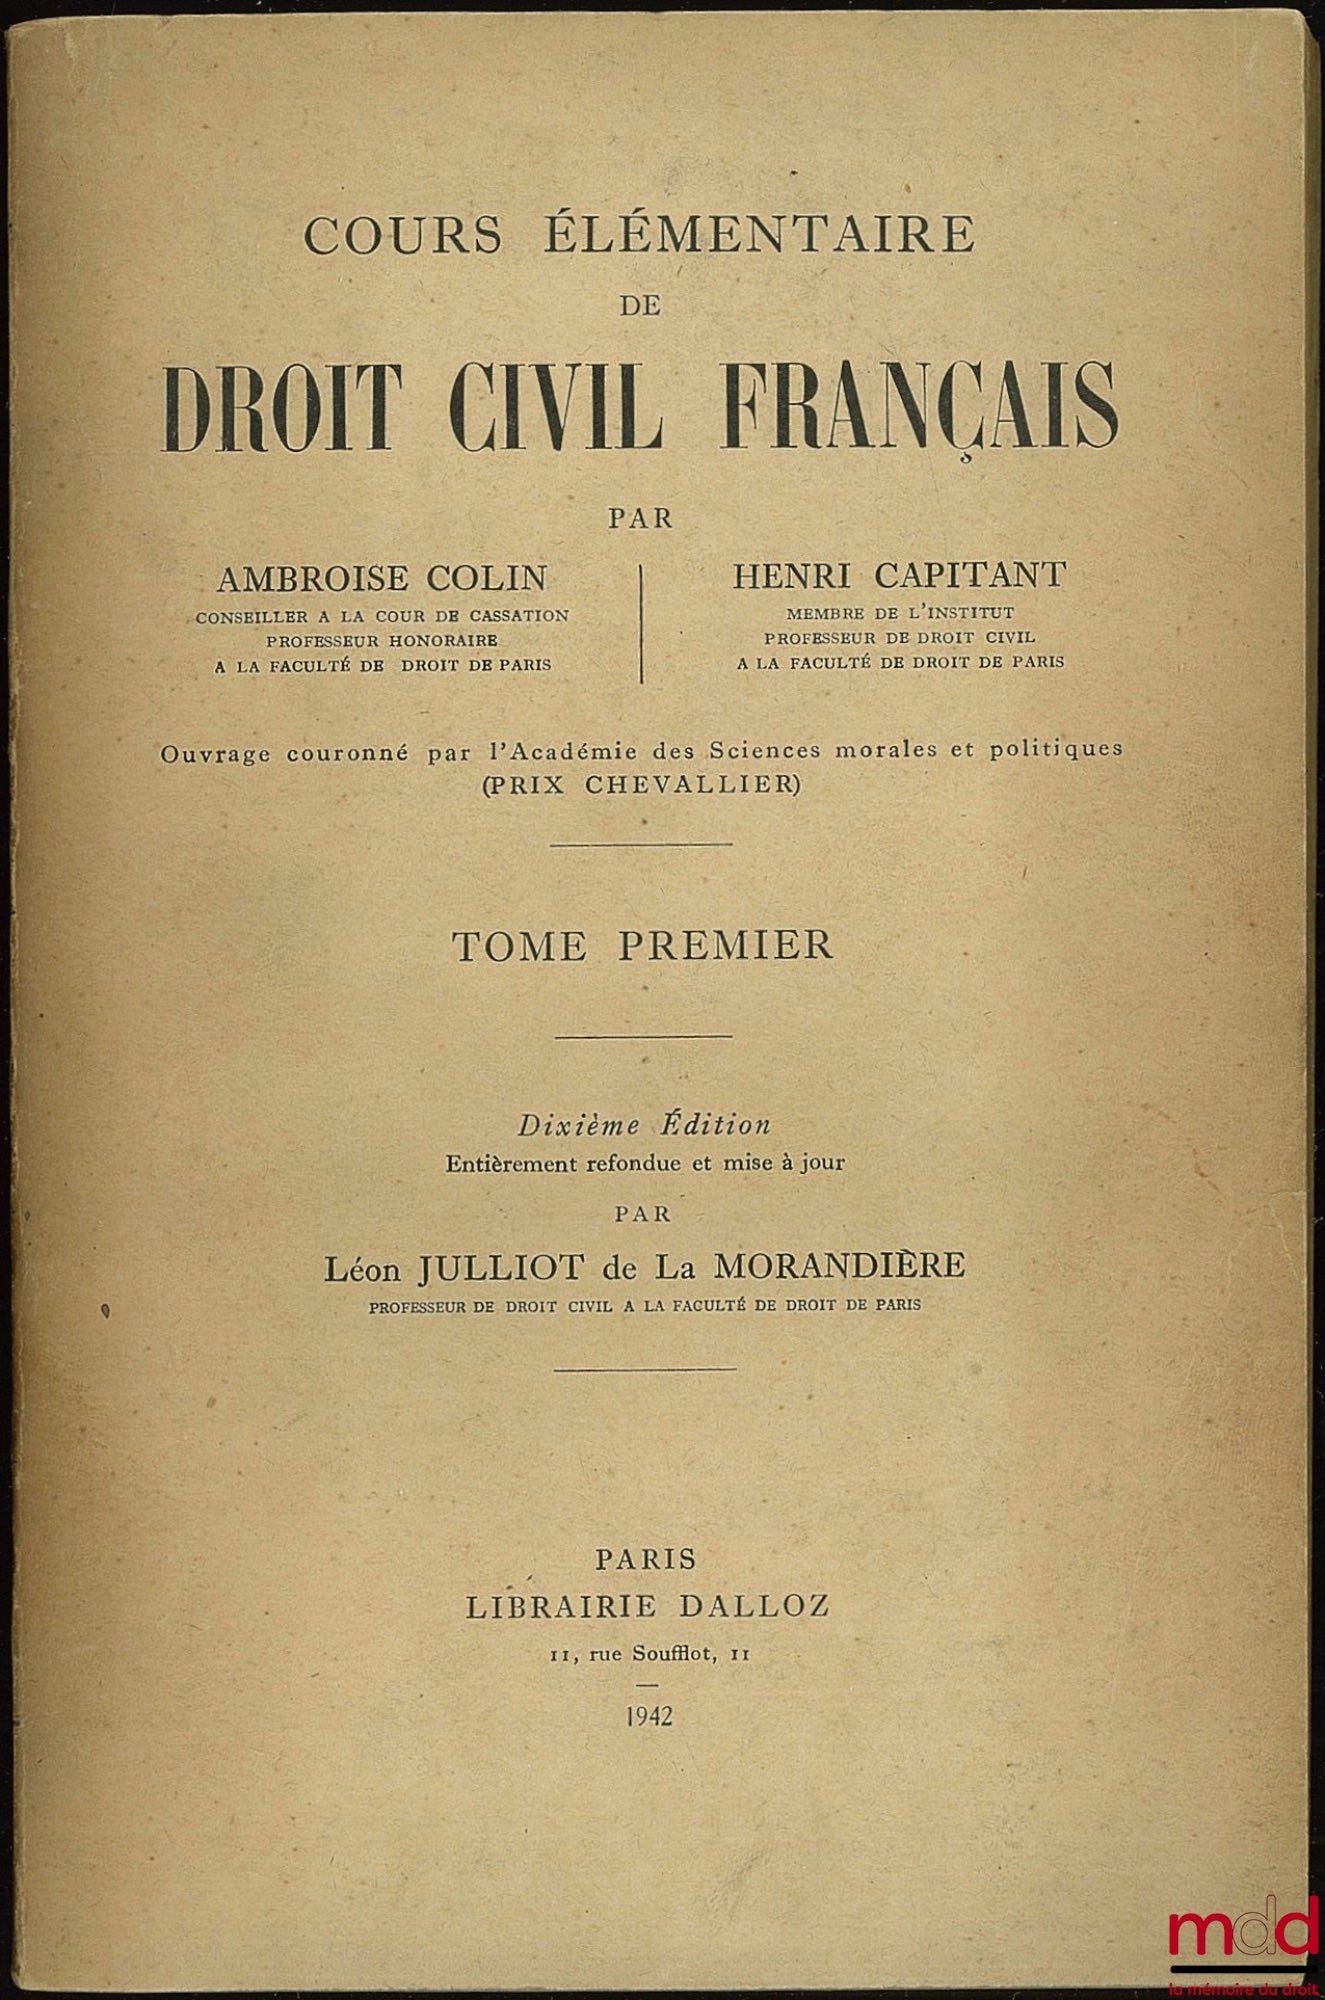 COURS ÉLÉMENTAIRE
DE
DROIT CIVIL FRANÇAIS
PAR
AMBROISE COLIN
CONSEILLER A LA COUR DE CASSATION
PROFESSEUR HONORAIRE
A LA FACULTÉ DE DROIT DE PARIS
HENRI CAPITANT
MEMBRE DE L'INSTITUT
PROFESSEUR DE DROIT CIVIL
A LA FACULTÉ DE DROIT DE PARIS
Ouvrage couronné par l'Académie des Sciences morales et politiques
(PRIX CHEVALLIER)
TOME PREMIER
Dixième Édition
Entièrement refondue et mise à jour
PAR
Léon JULLIOT de La MORANDIÈRE
PROFESSEUR DE DROIT CIVIL A LA FACULTÉ DE DROIT DE PARIS
PARIS
LIBRAIRIE DALLOZ
11, rue Soufflot, 11
1942
mdd
la mémoire du droit